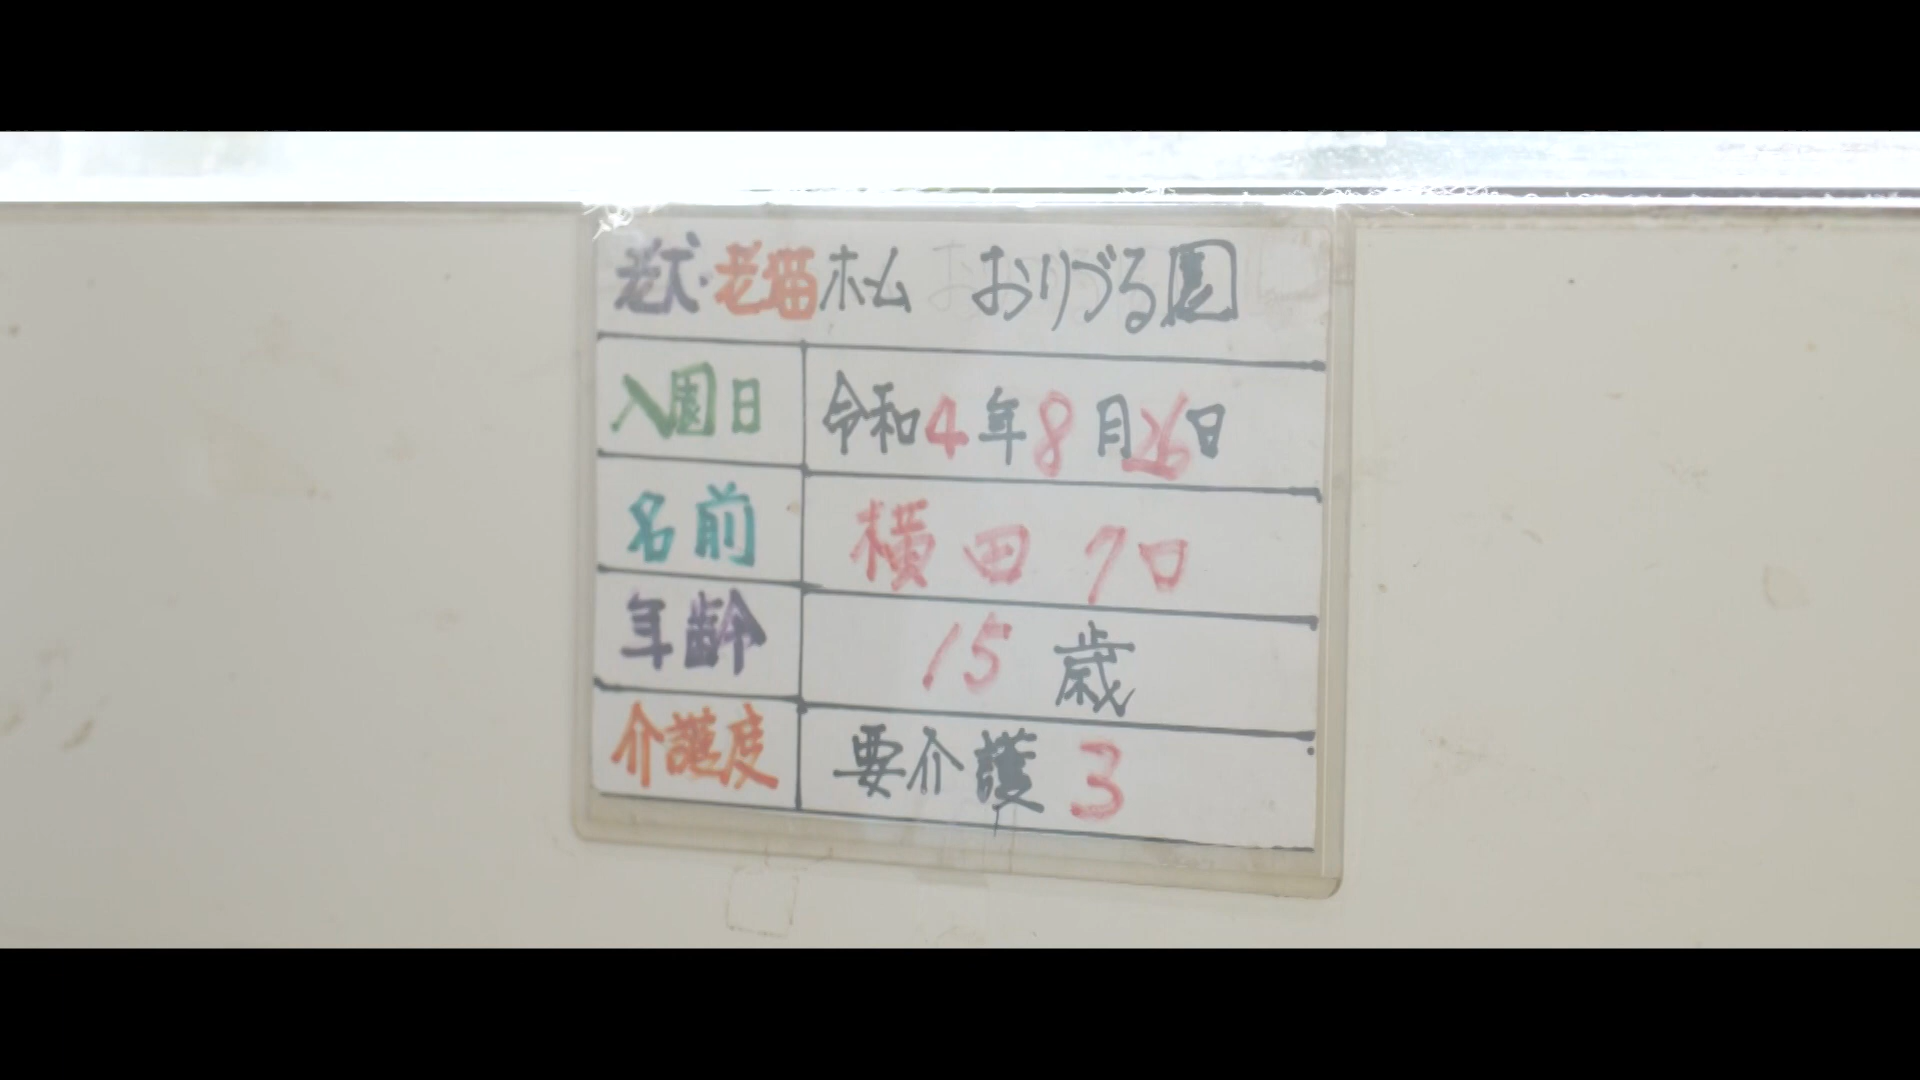 老犬・老猫ホーム おりづる園
入園日 令和4年8月26日
名前 横田 クロ
年齢 15歳
介護度 要介護3